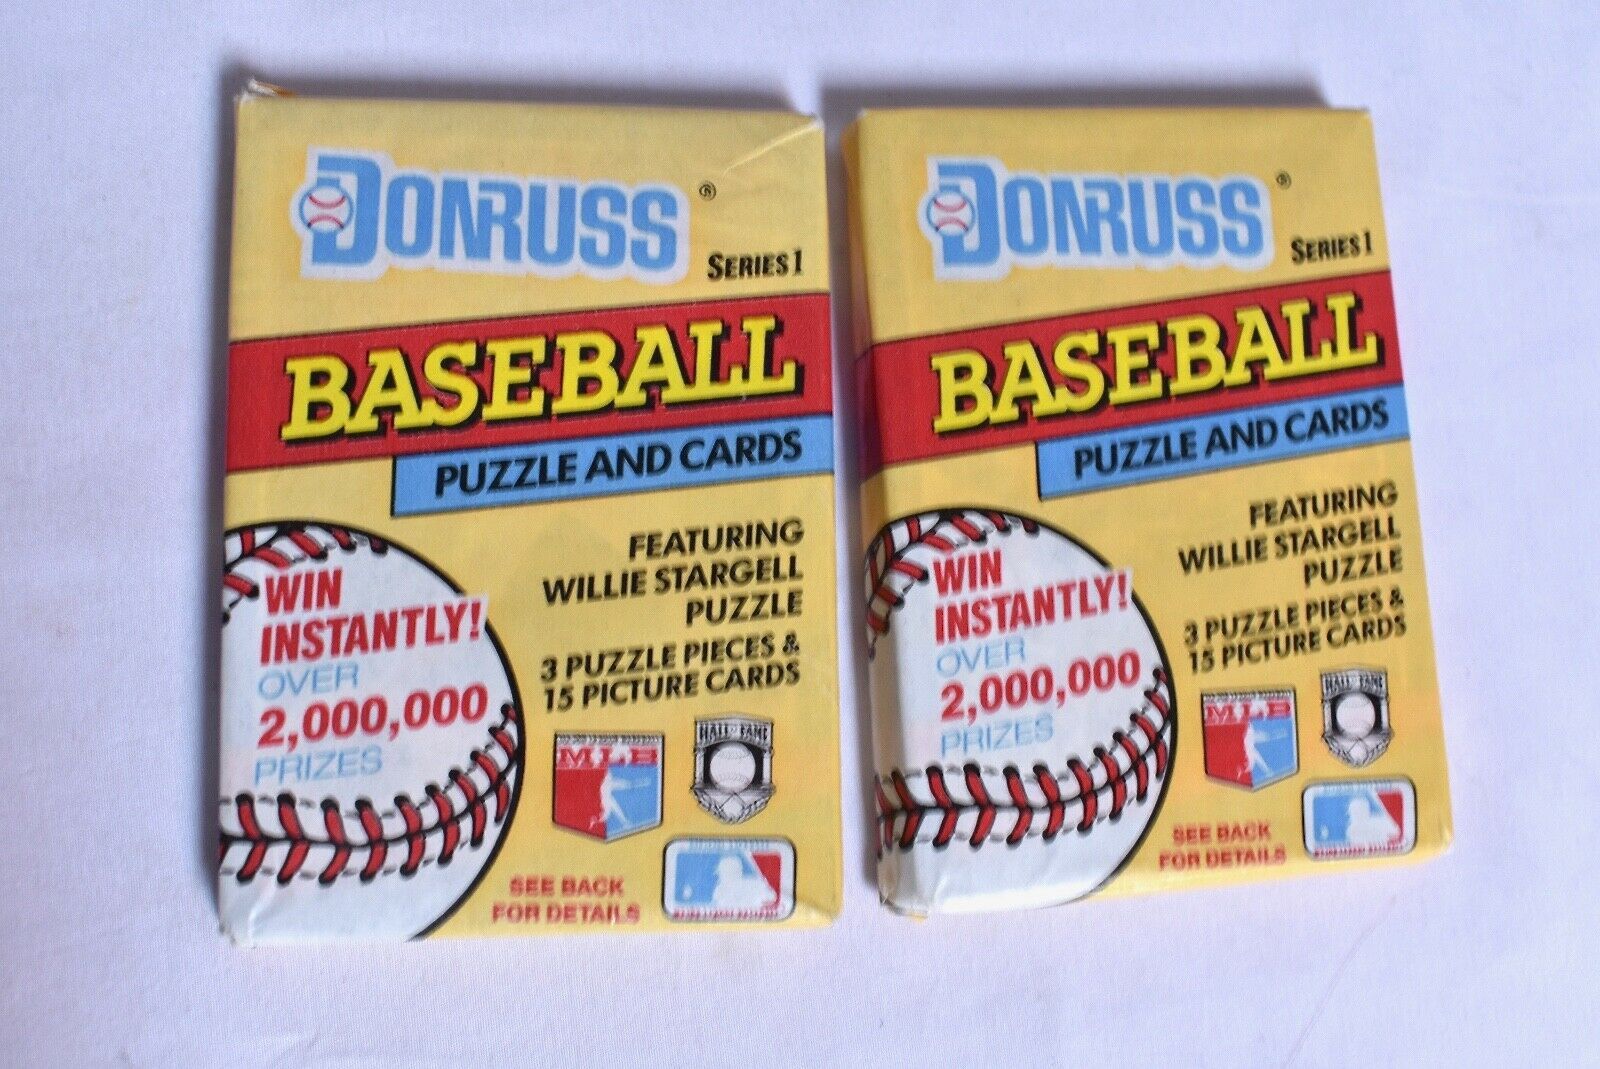 DONRUSS®
SERIES 1
BASEBALL
PUZZLE AND CARDS
FEATURING
WILLIE STARGELL
PUZZLE
3 PUZZLE PIECES &
15 PICTURE CARDS
WIN
INSTANTLY!
OVER
2,000,000
PRIZES
MLB
HALL OF FAME
SEE BACK
FOR DETAILS
DONRUSS®
SERIES 1
BASEBALL
PUZZLE AND CARDS
FEATURING
WILLIE STARGELL
PUZZLE
3 PUZZLE PIECES &
15 PICTURE CARDS
WIN
INSTANTLY!
OVER
2,000,000
PRIZES
MLB
HALL OF FAME
SEE BACK
FOR DETAILS